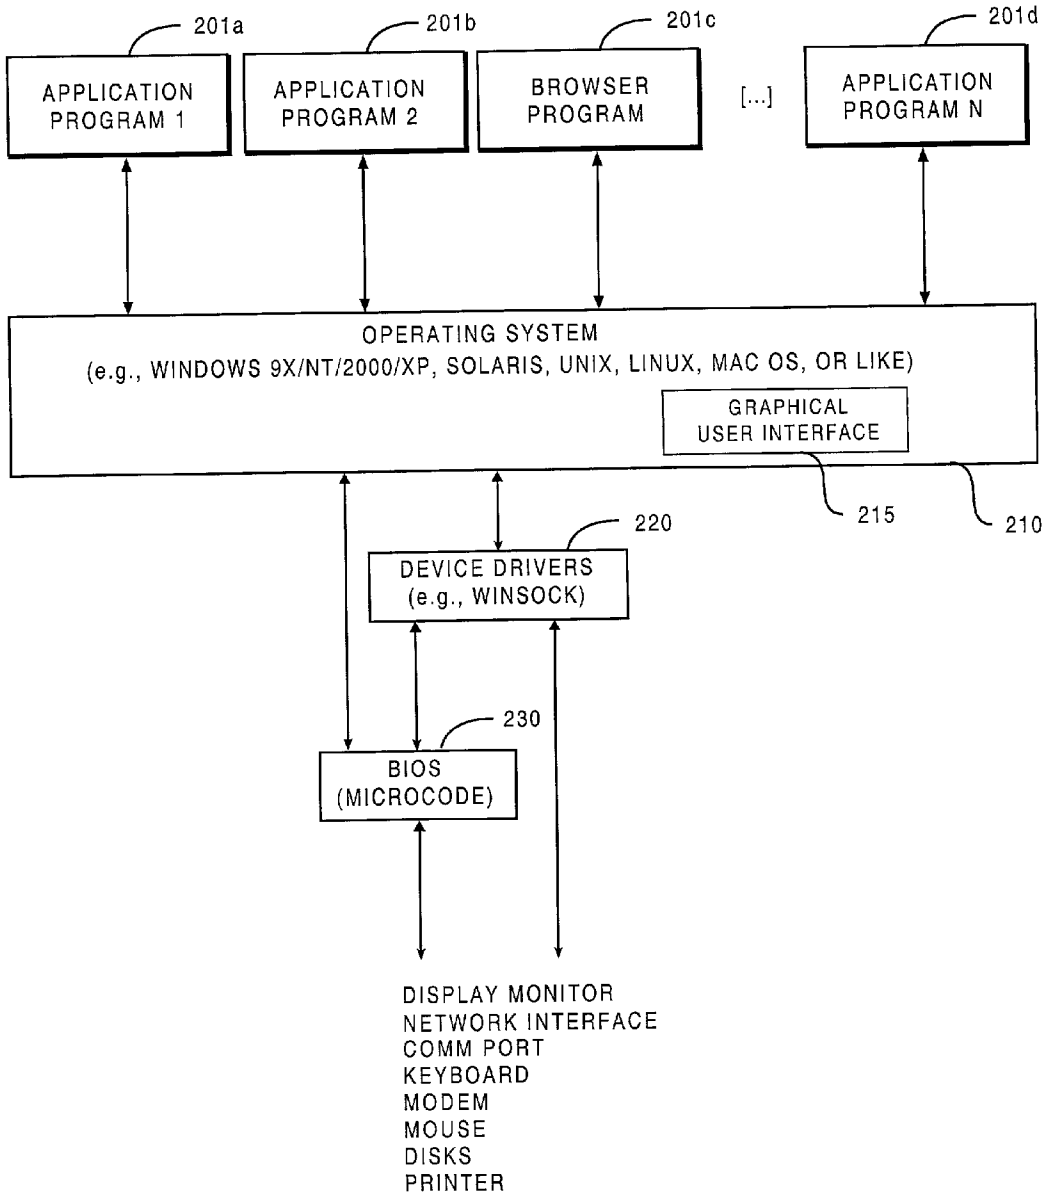 201a
201b
201c
201d
APPLICATION
PROGRAM 1
APPLICATION
PROGRAM 2
BROWSER
PROGRAM
[...]
APPLICATION
PROGRAM N
OPERATING SYSTEM
(e.g., WINDOWS 9X/NT/2000/XP, SOLARIS, UNIX, LINUX, MAC OS, OR LIKE)
GRAPHICAL
USER INTERFACE
215
210
220
DEVICE DRIVERS
(e.g., WINSOCK)
230
BIOS
(MICROCODE)
DISPLAY MONITOR
NETWORK INTERFACE
COMM PORT
KEYBOARD
MODEM
MOUSE
DISKS
PRINTER